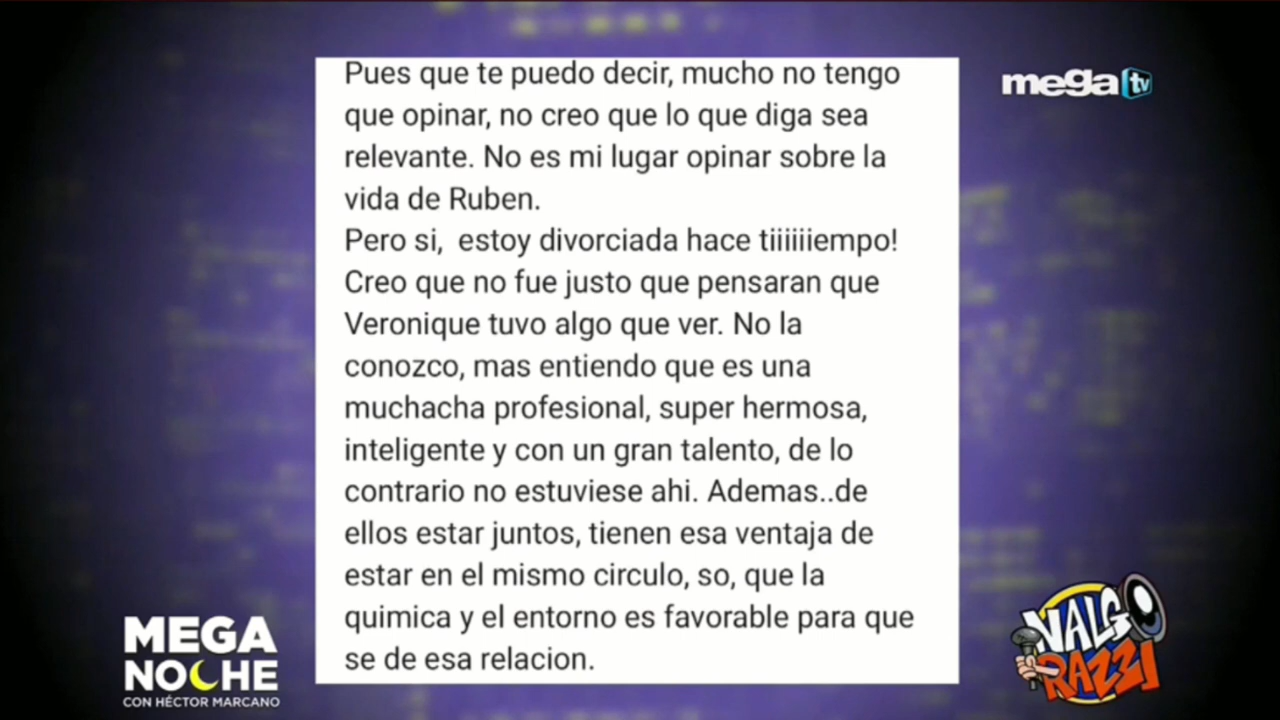 Pues que te puedo decir, mucho no tengo
que opinar, no creo que lo que diga sea
relevante. No es mi lugar opinar sobre la
vida de Ruben.
Pero si,  estoy divorciada hace tiiiiiiempo!
Creo que no fue justo que pensaran que
Veronique tuvo algo que ver. No la
conozco, mas entiendo que es una
muchacha profesional, super hermosa,
inteligente y con un gran talento, de lo
contrario no estuviese ahi. Ademas..de
ellos estar juntos, tienen esa ventaja de
estar en el mismo circulo, so, que la
quimica y el entorno es favorable para que
se de esa relacion.
mega tv
MEGA
NOCHE
CON HÉCTOR MARCANO
VALGO
RAZZI